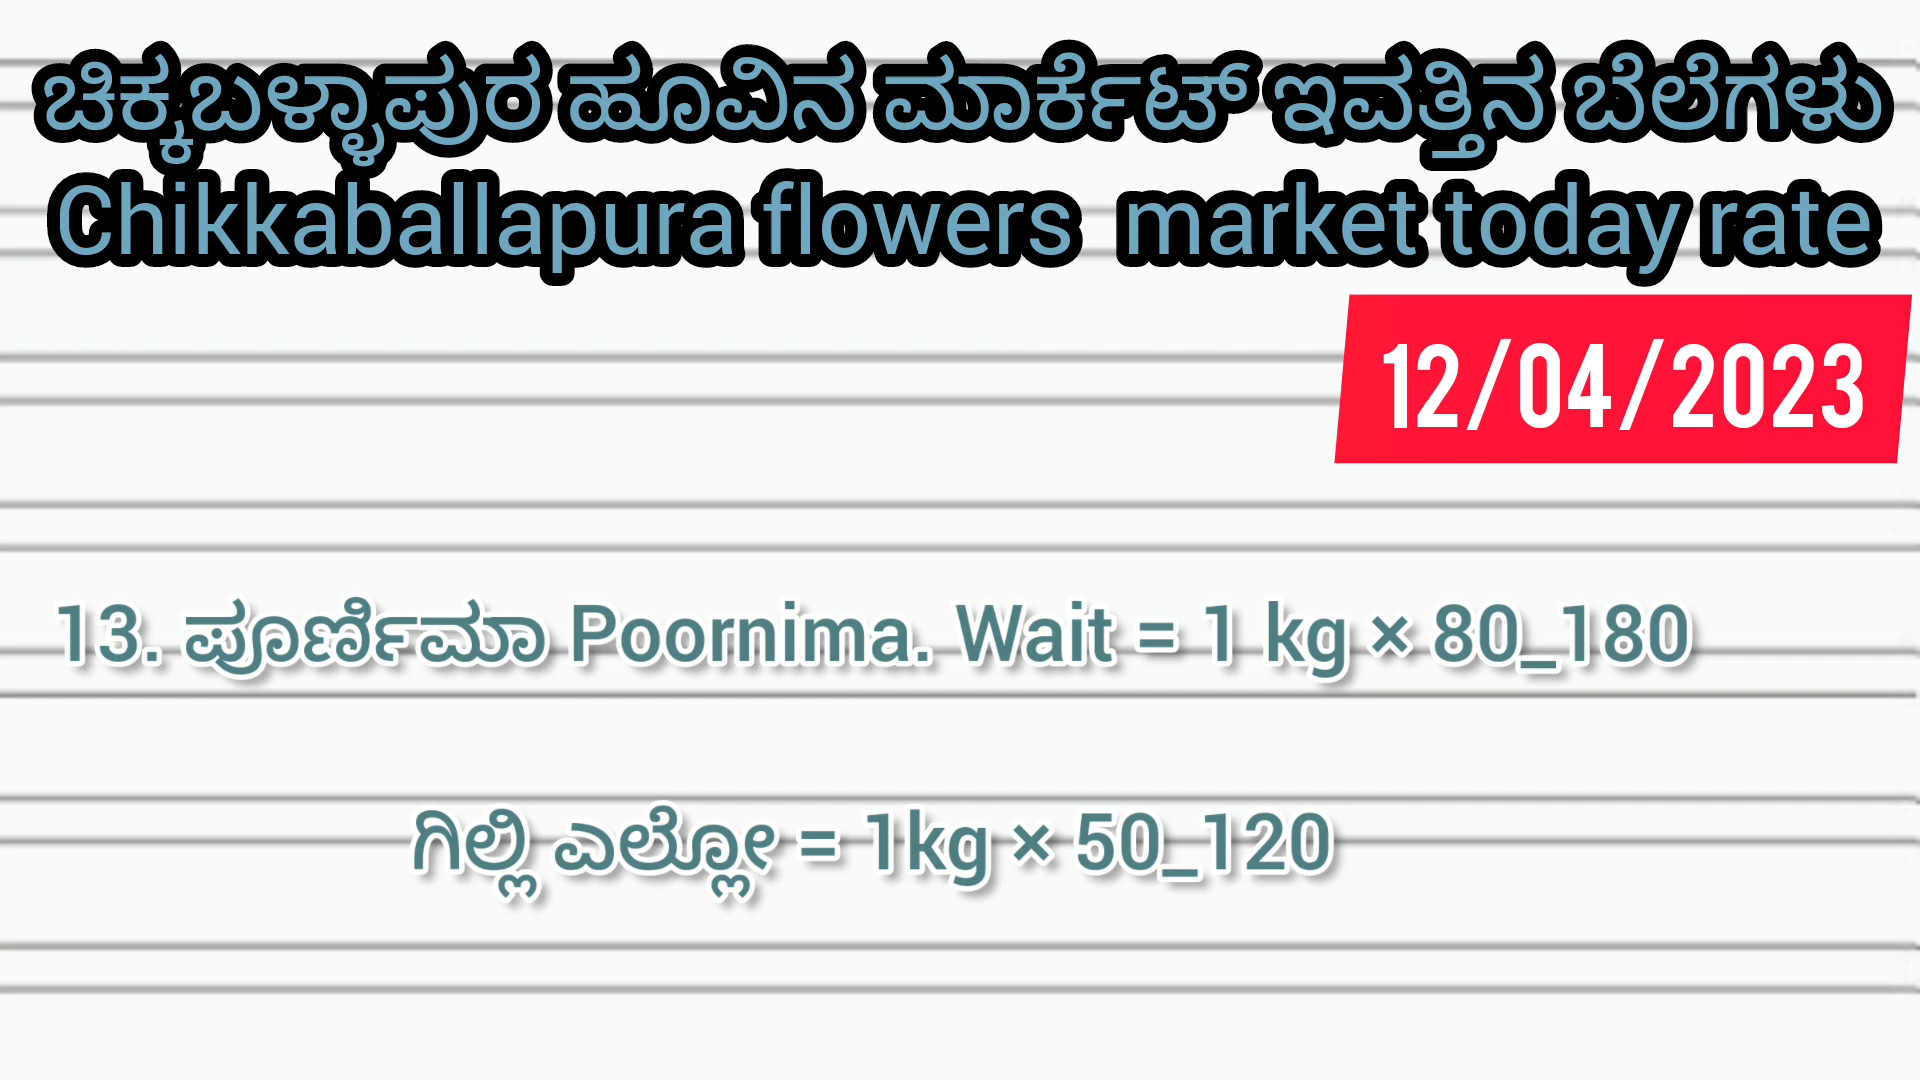 ಚಿಕ್ಕಬಳ್ಳಾಪುರ ಹೂವಿನ ಮಾರ್ಕೆಟ್ ಇವತ್ತಿನ ಬೆಲೆಗಳು
Chikkaballapura flowers market today rate
12/04/2023
13. ಪೂರ್ಣಿಮಾ Poornima. Wait = 1 kg × 80_180
ಗಿಲ್ಲಿ ಎಲ್ಲೋ = 1kg × 50_120